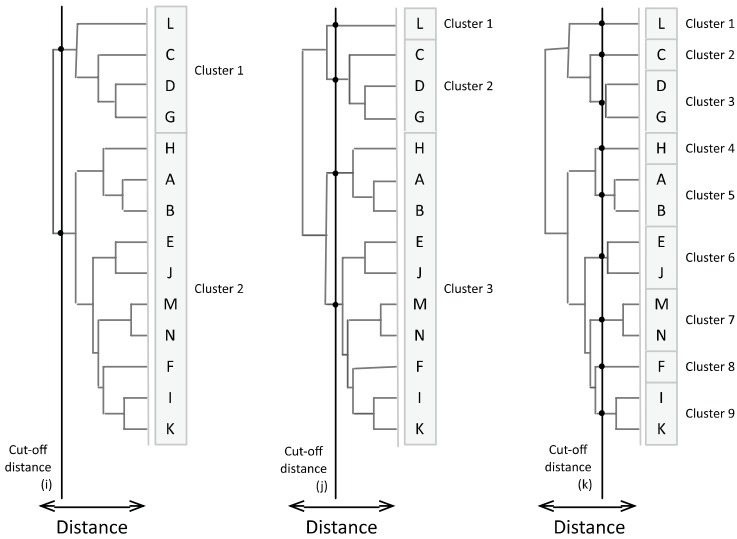 L
C
D
G
H
A
B
E
J
M
N
F
I
K
Cluster 1
Cluster 2
Cut-off
distance
(i)
Distance
L
C
D
G
H
A
B
E
J
M
N
F
I
K
Cluster 1
Cluster 2
Cluster 3
Cut-off
distance
(j)
Distance
L
C
D
G
H
A
B
E
J
M
N
F
I
K
Cluster 1
Cluster 2
Cluster 3
Cluster 4
Cluster 5
Cluster 6
Cluster 7
Cluster 8
Cluster 9
Cut-off
distance
(k)
Distance